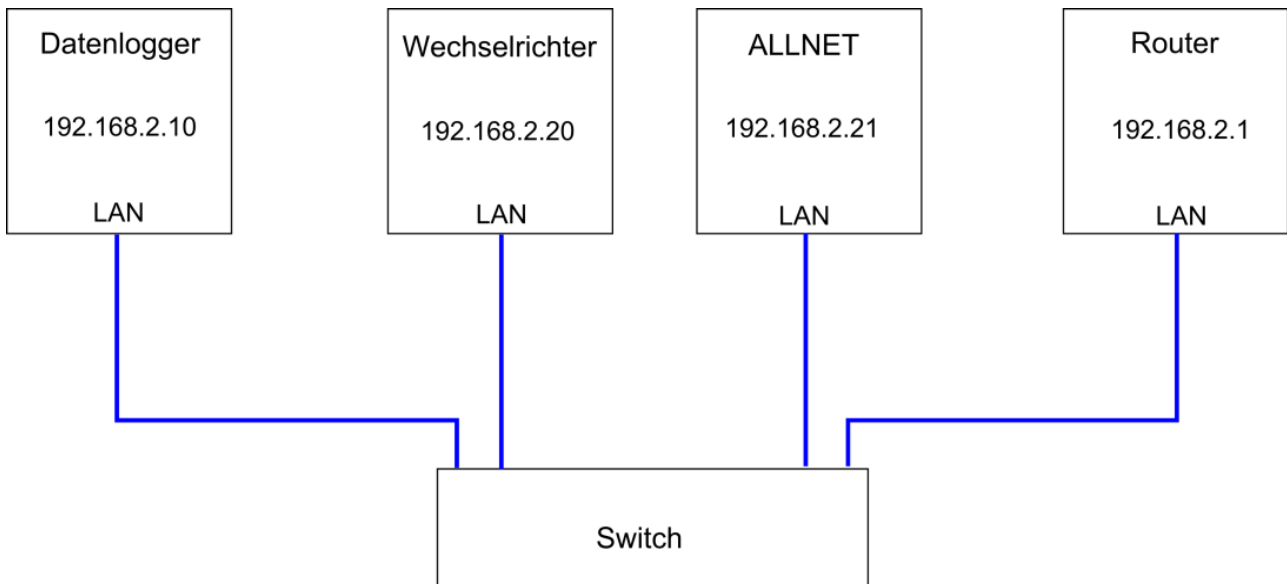 Datenlogger
192.168.2.10
LAN
Wechselrichter
192.168.2.20
LAN
ALLNET
192.168.2.21
LAN
Router
192.168.2.1
LAN
Switch